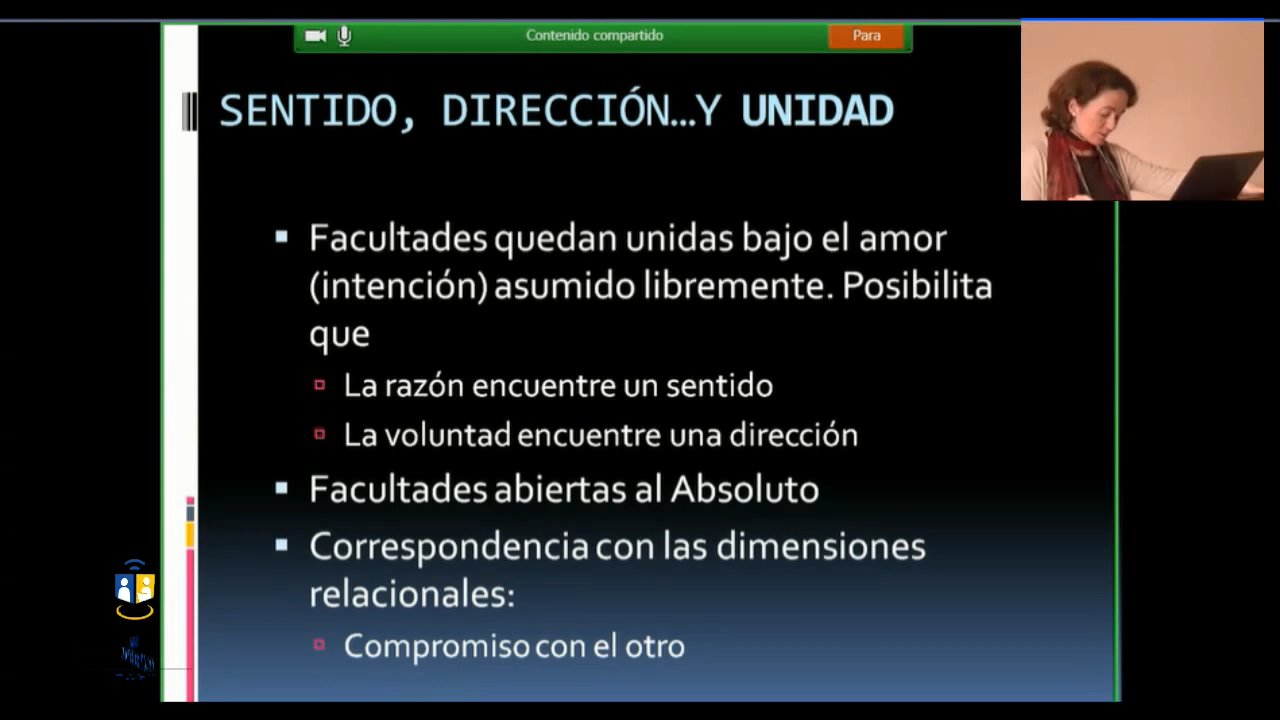 Contenido compartido
Para
SENTIDO, DIRECCIÓN…Y UNIDAD
▪ Facultades quedan unidas bajo el amor
(intención) asumido libremente. Posibilita
que
▫ La razón encuentre un sentido
▫ La voluntad encuentre una dirección
▪ Facultades abiertas al Absoluto
▪ Correspondencia con las dimensiones
relacionales:
▫ Compromiso con el otro